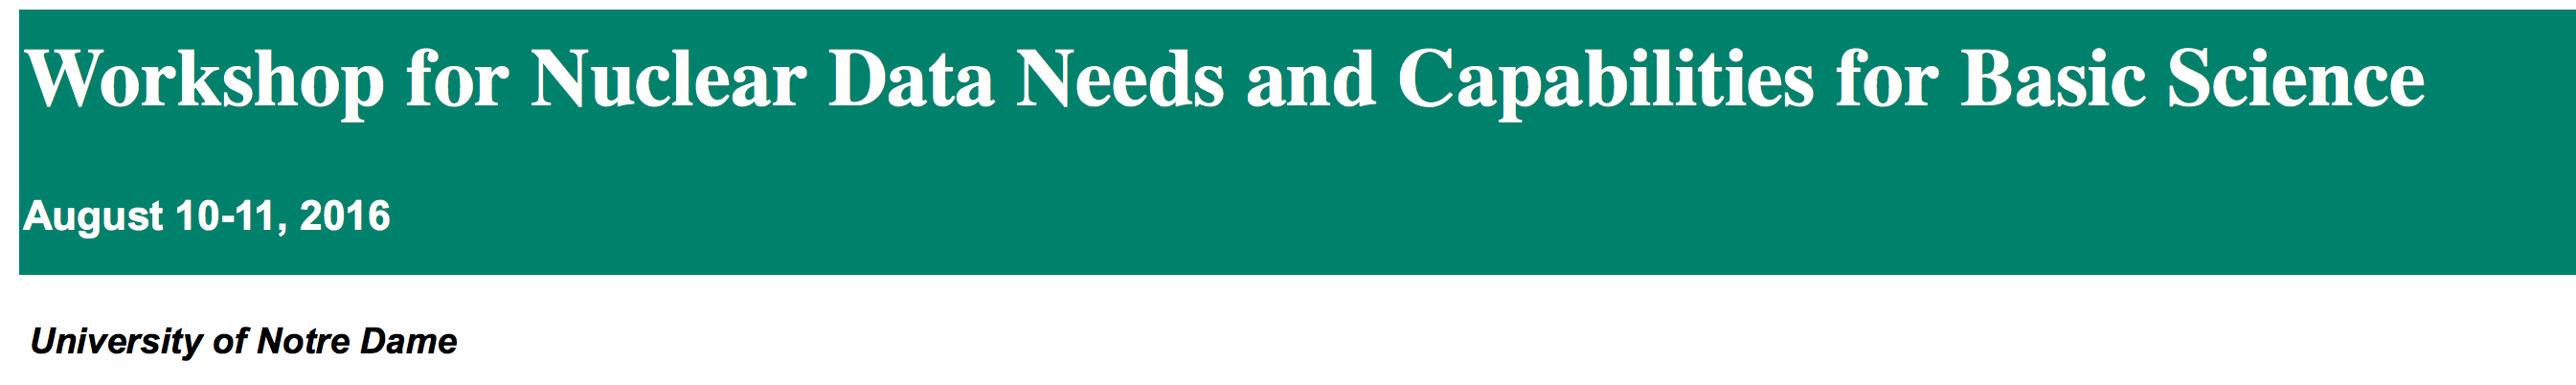 Workshop for Nuclear Data Needs and Capabilities for Basic Science
August 10-11, 2016
University of Notre Dame